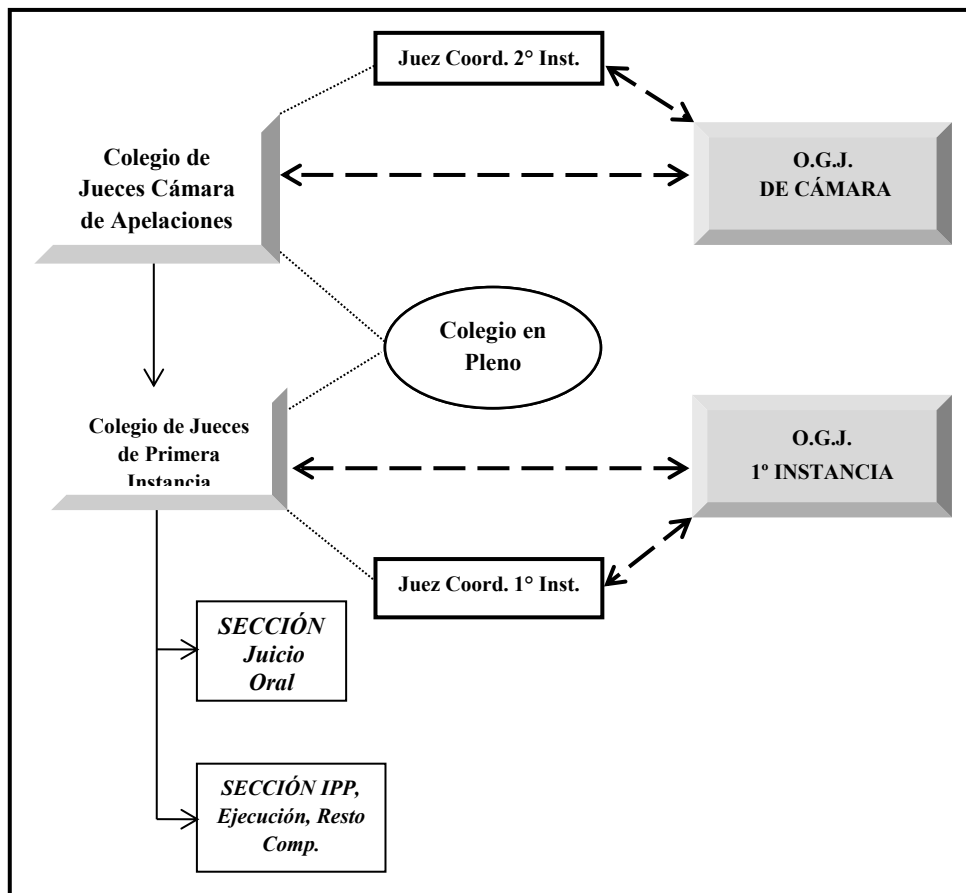 Juez Coord. 2° Inst.
Colegio de
Jueces Cámara
de Apelaciones
O.G.J.
DE CÁMARA
Colegio en
Pleno
Colegio de Jueces
de Primera
Instancia
O.G.J.
1º INSTANCIA
Juez Coord. 1° Inst.
SECCIÓN
Juicio
Oral
SECCIÓN IPP,
Ejecución, Resto
Comp.